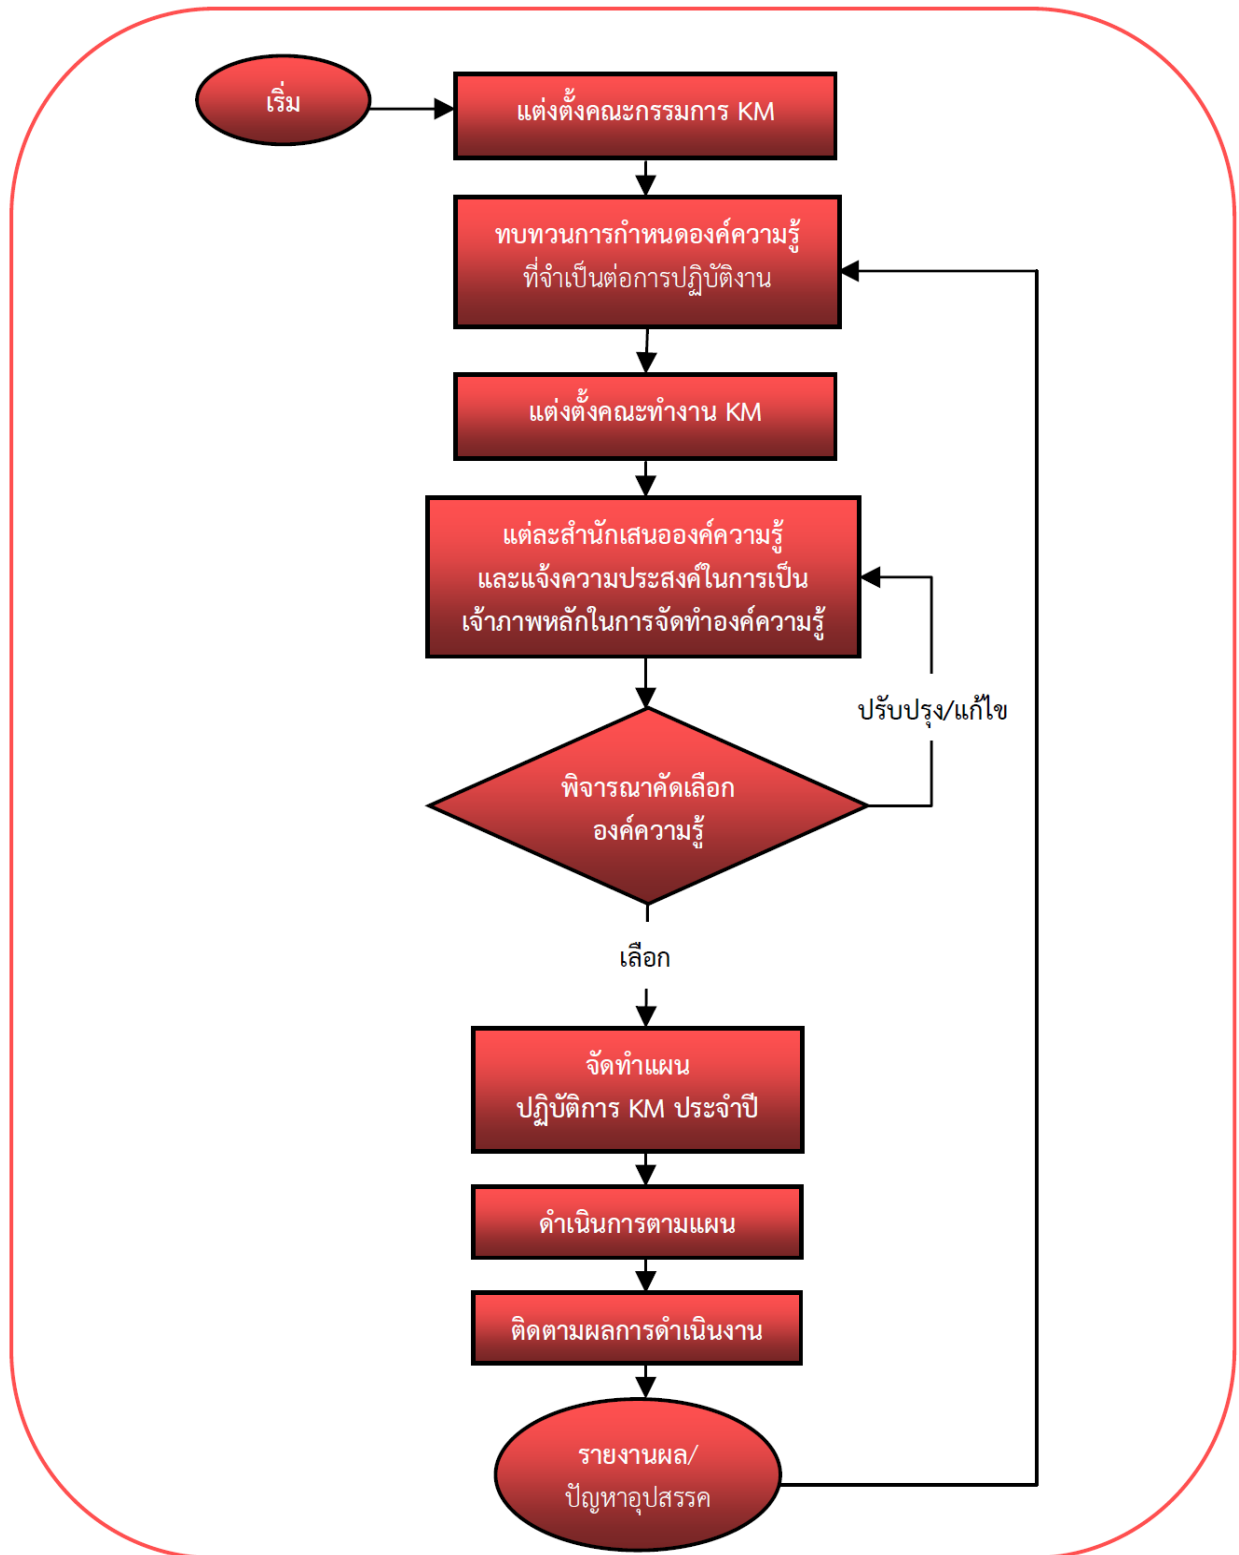 เริ่ม
แต่งตั้งคณะกรรมการ KM
ทบทวนการกำหนดองค์ความรู้
ที่จำเป็นต่อการปฏิบัติงาน
แต่งตั้งคณะทำงาน KM
แต่ละสำนักเสนอองค์ความรู้
และแจ้งความประสงค์ในการเป็น
เจ้าภาพหลักในการจัดทำองค์ความรู้
ปรับปรุง/แก้ไข
พิจารณาคัดเลือก
องค์ความรู้
เลือก
จัดทำแผน
ปฏิบัติการ KM ประจำปี
ดำเนินการตามแผน
ติดตามผลการดำเนินงาน
รายงานผล/
ปัญหาอุปสรรค